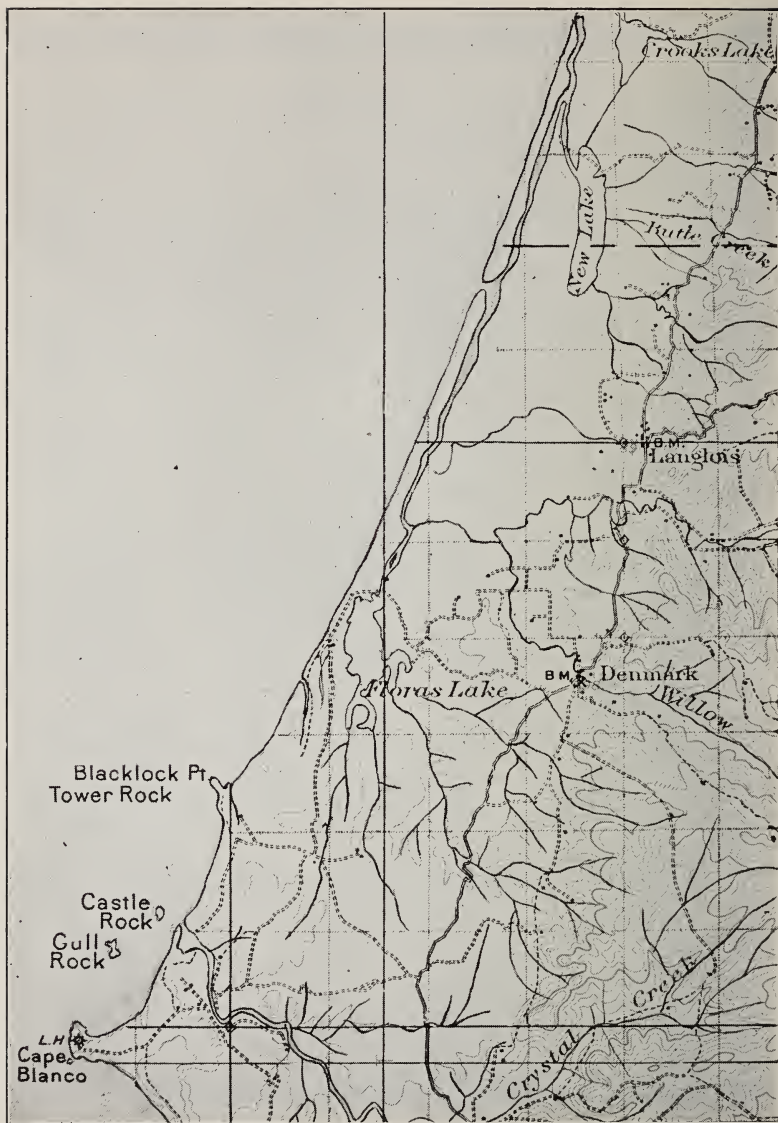 Crooks Lake
New Lake
Butle Creek
B.M.
Langlois
Floras Lake
B M
Denmark
Willow
Blacklock Pt.
Tower Rock
Castle
Rock
Gull
Rock
Creek
Crystal
L.H
Cape
Blanco